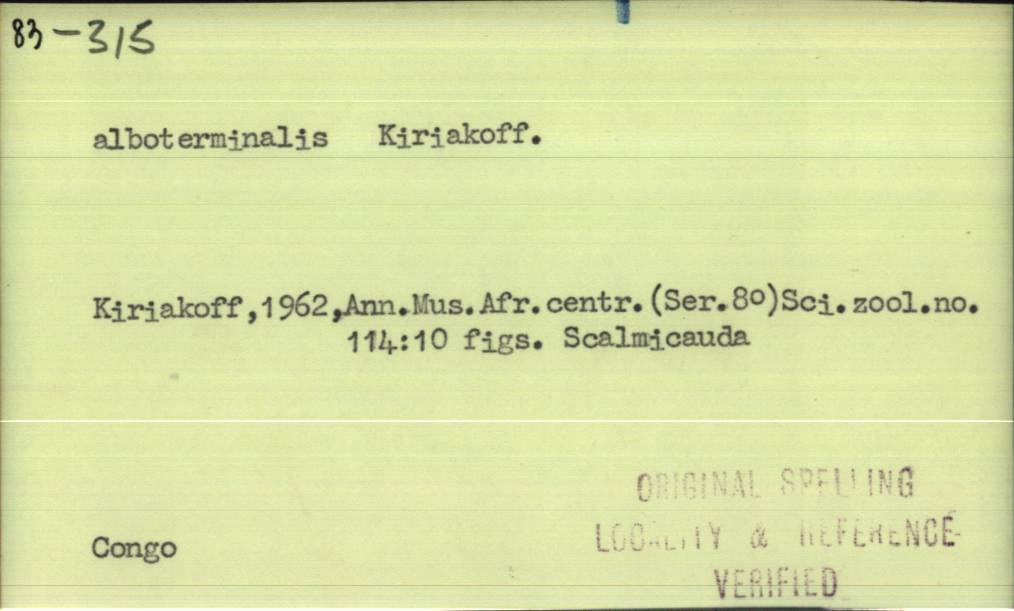 83-315
alboterminalis Kiriakoff.
Kiriakoff,1962,Ann.Mus.Afr.centr.(Ser.8o)Sci.zool.no.
114:10 figs. Scalmicauda
ORIGINAL SPELLING
LOCALITY & REFERENCE
Congo
VERIFIED